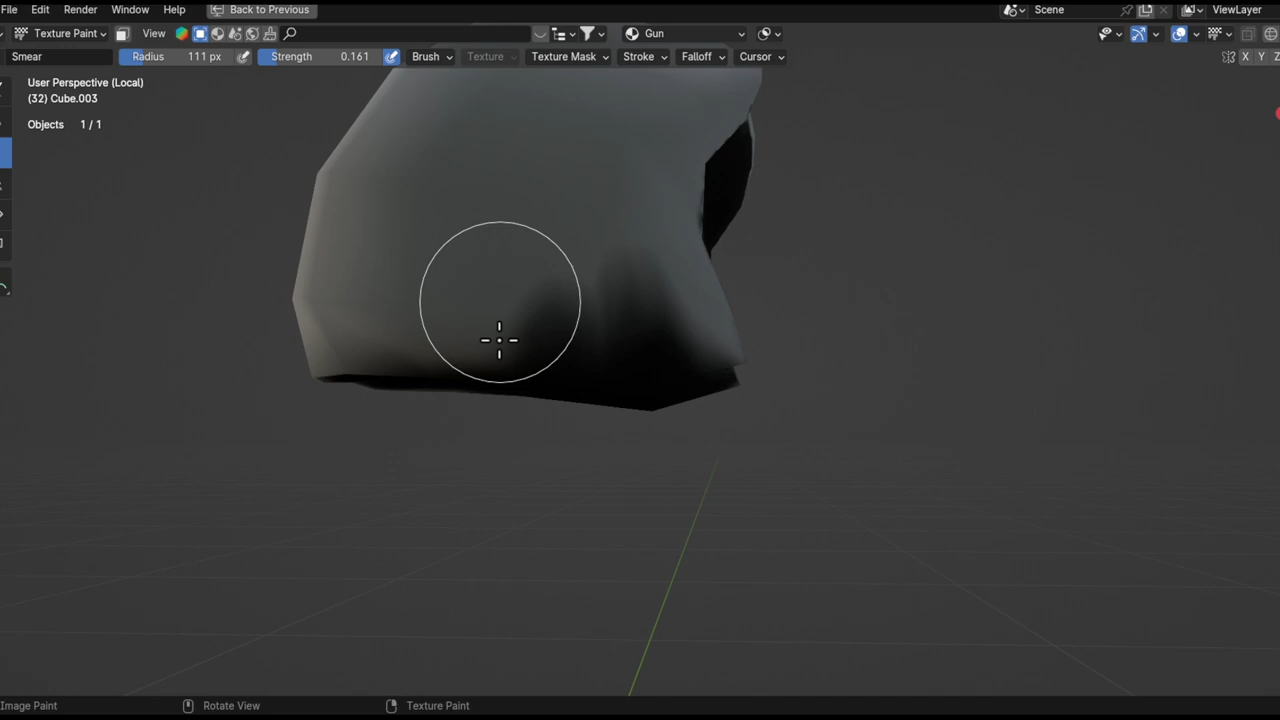 File Edit Render Window Help Back to Previous Scene ViewLayer
Texture Paint View Gun
Smear Radius 111 px Strength 0.161 Brush Texture Texture Mask Stroke Falloff Cursor X Y Z
User Perspective (Local)
(32) Cube.003
Objects 1 / 1
Image Paint Rotate View Texture Paint